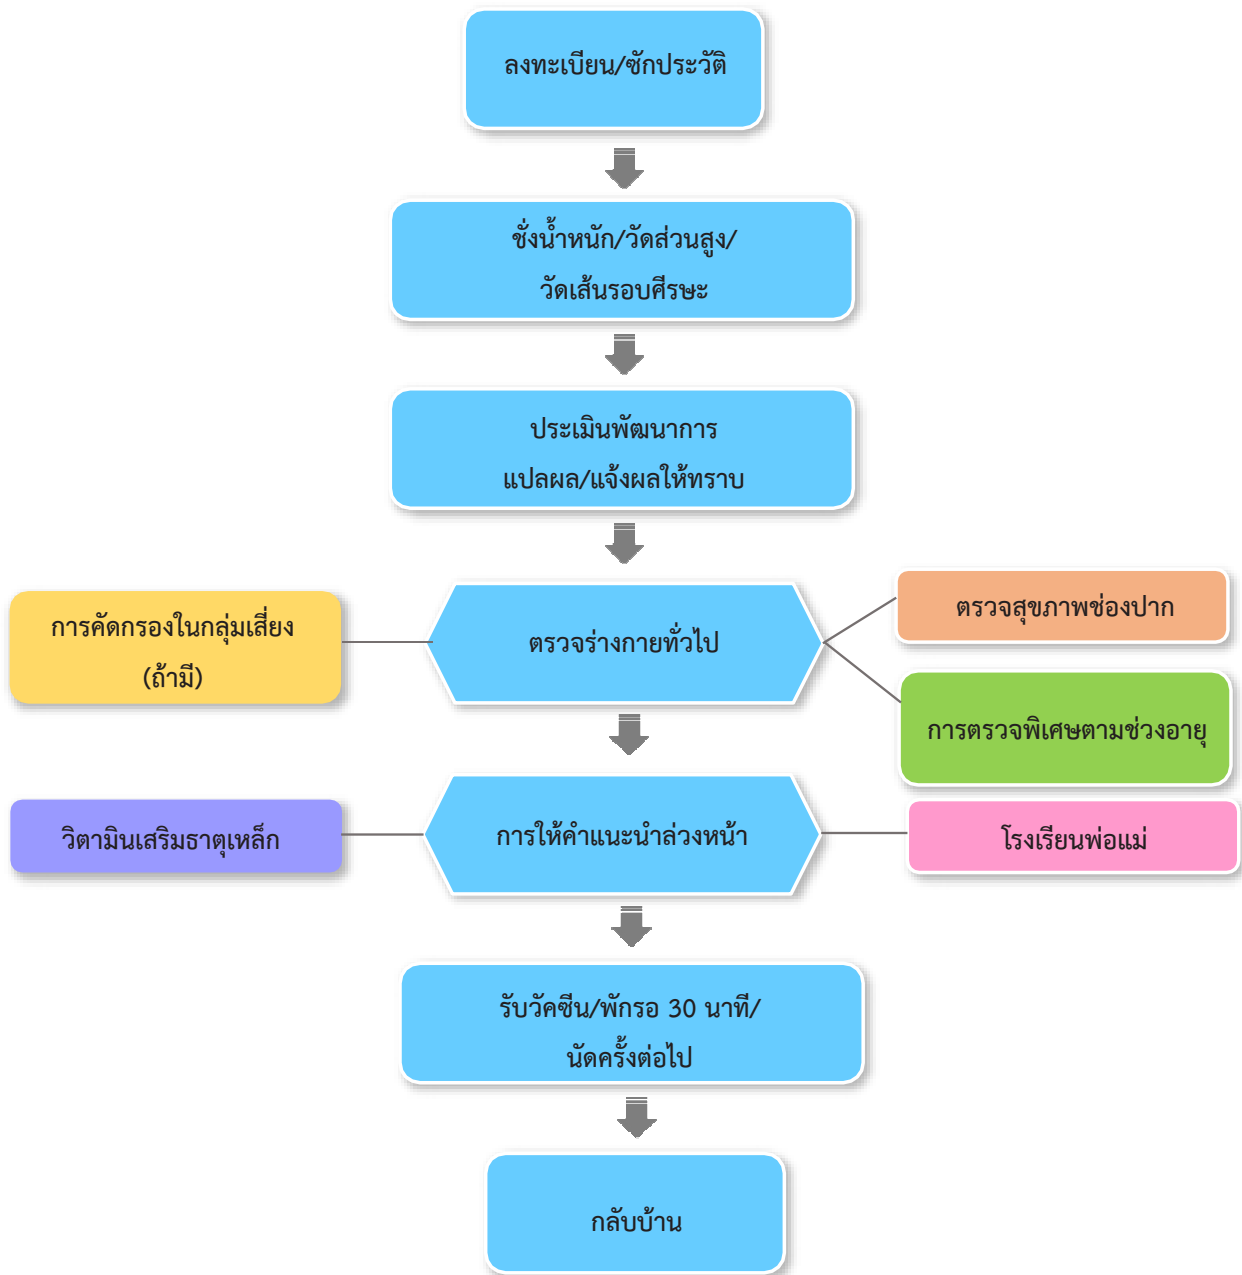 ลงทะเบียน/ซักประวัติ
ชั่งน้ำหนัก/วัดส่วนสูง/
วัดเส้นรอบศีรษะ
ประเมินพัฒนาการ
แปลผล/แจ้งผลให้ทราบ
การคัดกรองในกลุ่มเสี่ยง
(ถ้ามี)
ตรวจร่างกายทั่วไป
ตรวจสุขภาพช่องปาก
การตรวจพิเศษตามช่วงอายุ
วิตามินเสริมธาตุเหล็ก
การให้คำแนะนำล่วงหน้า
โรงเรียนพ่อแม่
รับวัคซีน/พักรอ 30 นาที/
นัดครั้งต่อไป
กลับบ้าน